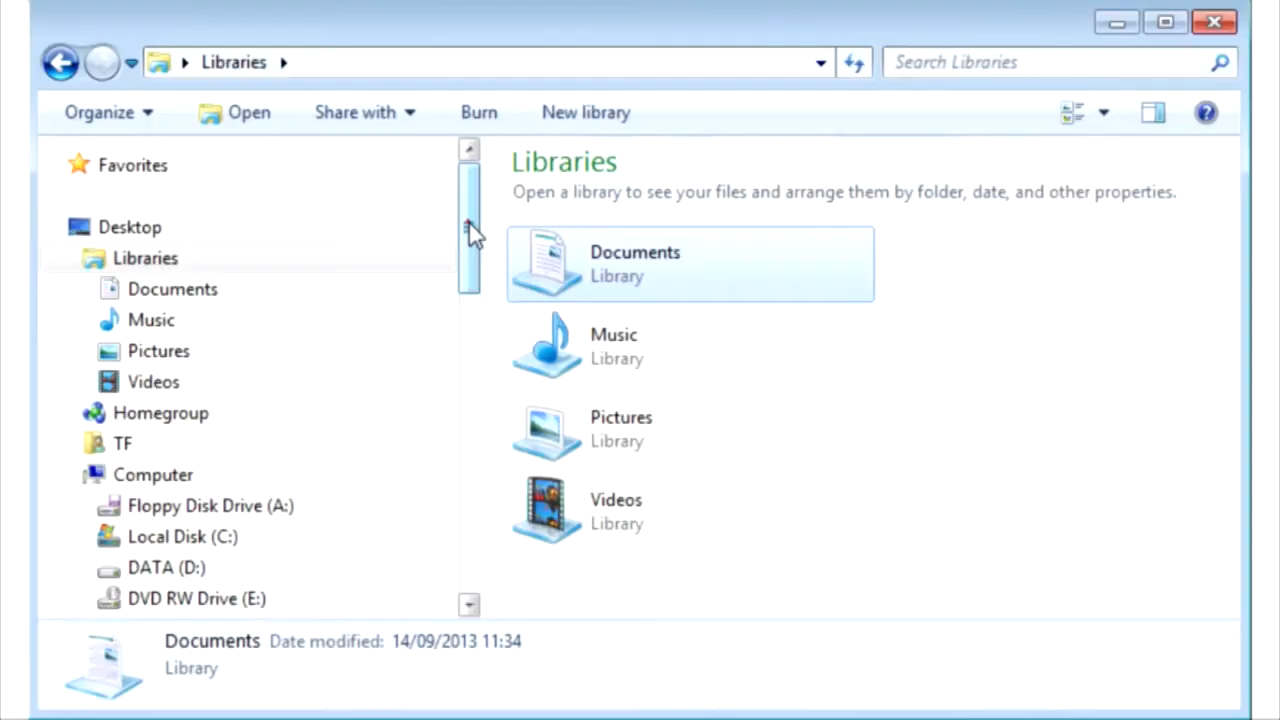 Libraries
Search Libraries
Organize Open Share with Burn New library
Favorites
Desktop
Libraries
Documents
Music
Pictures
Videos
Homegroup
TF
Computer
Floppy Disk Drive (A:)
Local Disk (C:)
DATA (D:)
DVD RW Drive (E:)
Libraries
Open a library to see your files and arrange them by folder, date, and other properties.
Documents
Library
Music
Library
Pictures
Library
Videos
Library
Documents Date modified: 14/09/2013 11:34
Library